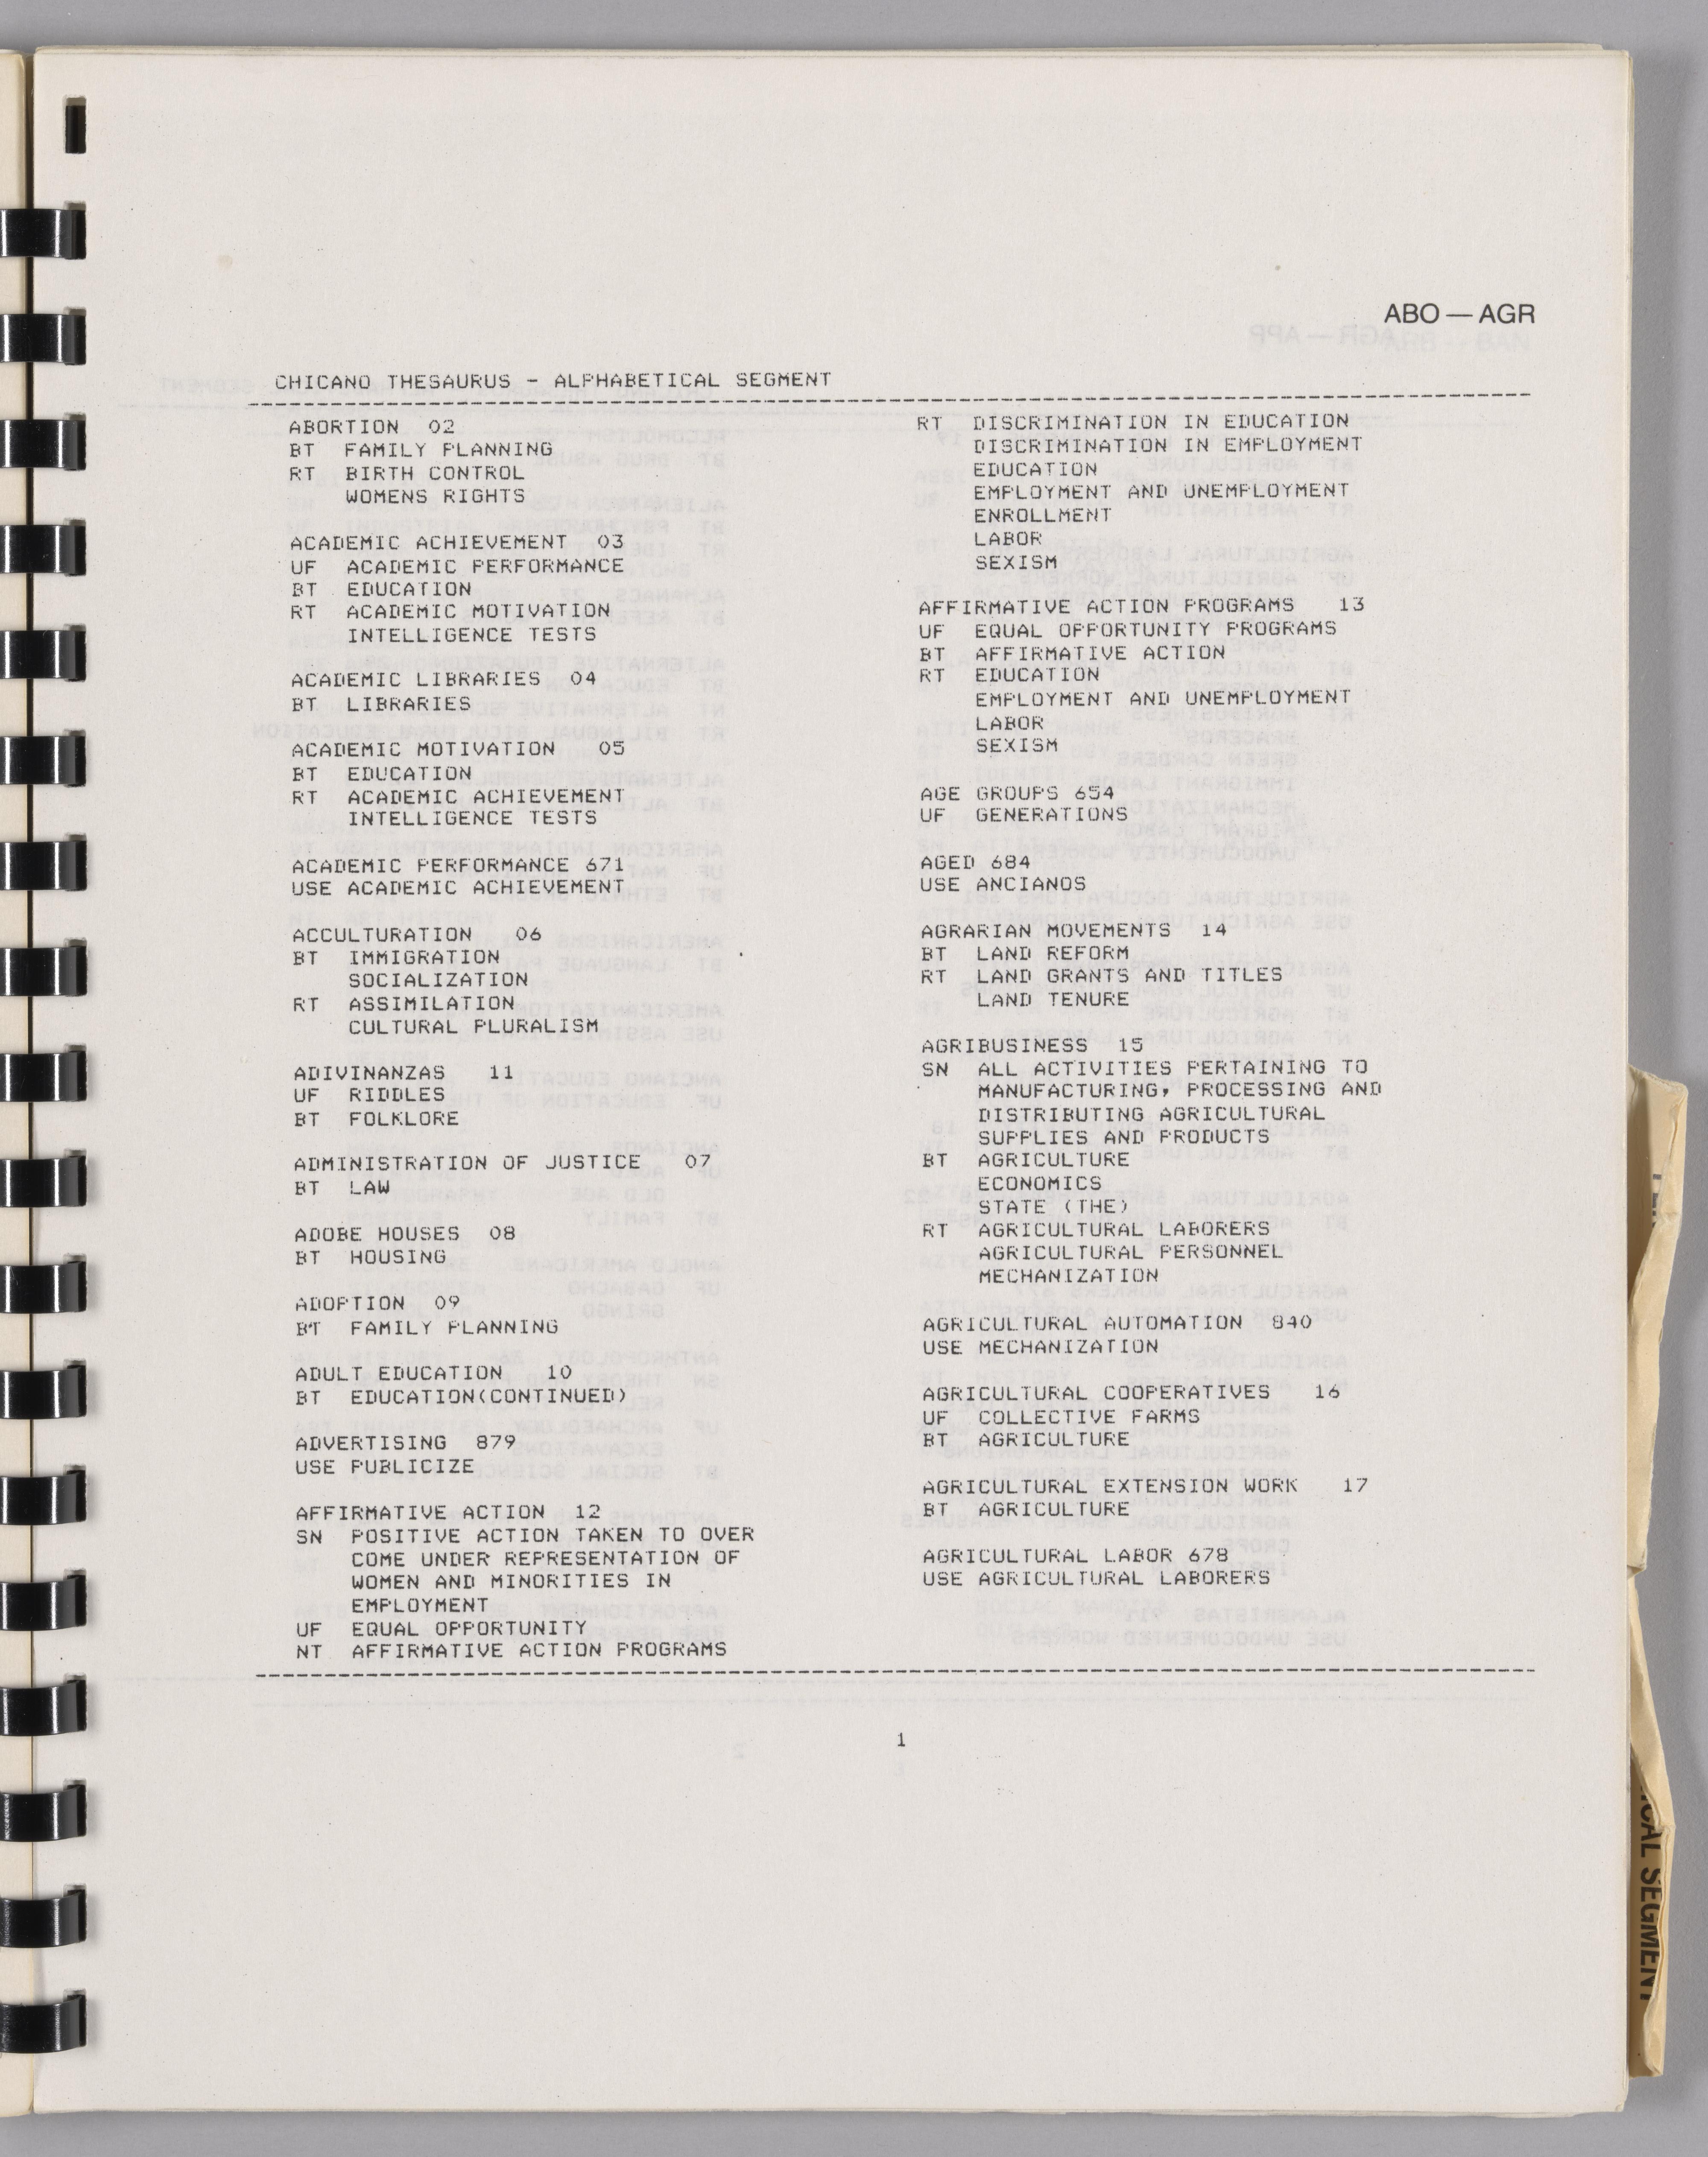 ABO — AGR
CHICANO THESAURUS - ALPHABETICAL SEGMENT
ABORTION 02
BT FAMILY PLANNING
RT BIRTH CONTROL
WOMENS RIGHTS
ACADEMIC ACHIEVEMENT 03
UF ACADEMIC PERFORMANCE
BT EDUCATION
RT ACADEMIC MOTIVATION
INTELLIGENCE TESTS
ACADEMIC LIBRARIES 04
BT LIBRARIES
ACADEMIC MOTIVATION 05
BT EDUCATION
RT ACADEMIC ACHIEVEMENT
INTELLIGENCE TESTS
ACADEMIC PERFORMANCE 671
USE ACADEMIC ACHIEVEMENT
ACCULTURATION 06
BT IMMIGRATION
SOCIALIZATION
RT ASSIMILATION
CULTURAL PLURALISM
ADIVINANZAS 11
UF RIDDLES
BT FOLKLORE
ADMINISTRATION OF JUSTICE 07
BT LAW
ADOBE HOUSES 08
BT HOUSING
ADOPTION 09
BT FAMILY PLANNING
ADULT EDUCATION 10
BT EDUCATION(CONTINUED)
ADVERTISING 879
USE PUBLICIZE
AFFIRMATIVE ACTION 12
SN POSITIVE ACTION TAKEN TO OVER
COME UNDER REPRESENTATION OF
WOMEN AND MINORITIES IN
EMPLOYMENT
UF EQUAL OPPORTUNITY
NT AFFIRMATIVE ACTION PROGRAMS
RT DISCRIMINATION IN EDUCATION
DISCRIMINATION IN EMPLOYMENT
EDUCATION
EMPLOYMENT AND UNEMPLOYMENT
ENROLLMENT
LABOR
SEXISM
AFFIRMATIVE ACTION PROGRAMS 13
UF EQUAL OPPORTUNITY PROGRAMS
BT AFFIRMATIVE ACTION
RT EDUCATION
EMPLOYMENT AND UNEMPLOYMENT
LABOR
SEXISM
AGE GROUPS 654
UF GENERATIONS
AGED 684
USE ANCIANOS
AGRARIAN MOVEMENTS 14
BT LAND REFORM
RT LAND GRANTS AND TITLES
LAND TENURE
AGRIBUSINESS 15
SN ALL ACTIVITIES PERTAINING TO
MANUFACTURING, PROCESSING AND
DISTRIBUTING AGRICULTURAL
SUPPLIES AND PRODUCTS
BT AGRICULTURE
ECONOMICS
STATE (THE)
RT AGRICULTURAL LABORERS
AGRICULTURAL PERSONNEL
MECHANIZATION
AGRICULTURAL AUTOMATION 840
USE MECHANIZATION
AGRICULTURAL COOPERATIVES 16
UF COLLECTIVE FARMS
BT AGRICULTURE
AGRICULTURAL EXTENSION WORK 17
BT AGRICULTURE
AGRICULTURAL LABOR 678
USE AGRICULTURAL LABORERS
1
SEGMENT